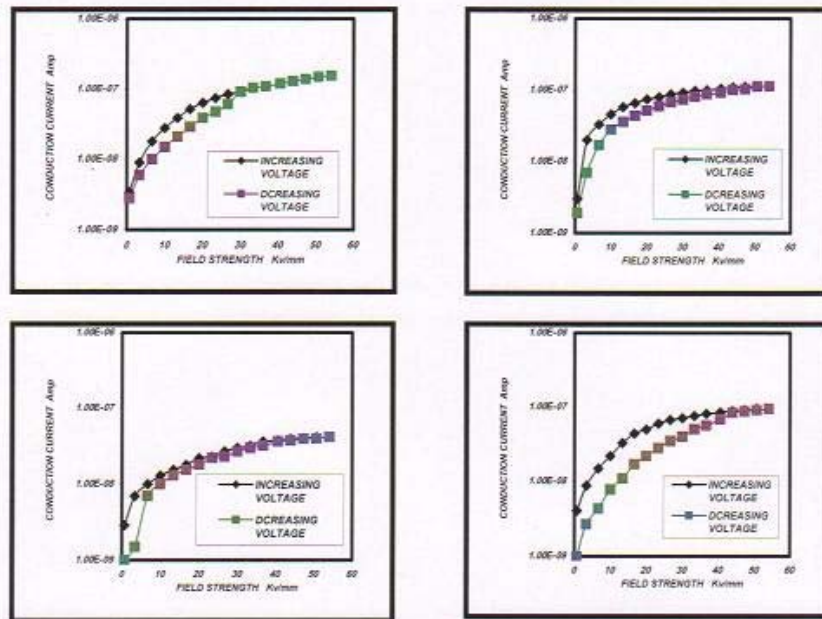 1.00E-06
1.00E-07
1.00E-08
1.00E-09
CONDUCTION CURRENT Amp
INCREASING
VOLTAGE
DCREASING
VOLTAGE
0 10 20 30 40 50 60
FIELD STRENGTH Kv/mm
1.00E-06
1.00E-07
1.00E-08
1.00E-09
CONDUCTION CURRENT Amp
INCREASING
VOLTAGE
DCREASING
VOLTAGE
0 10 20 30 40 50 60
FIELD STRENGTH Kv/mm
1.00E-06
1.00E-07
1.00E-08
1.00E-09
CONDUCTION CURRENT Amp
INCREASING
VOLTAGE
DCREASING
VOLTAGE
0 10 20 30 40 50 60
FIELD STRENGTH Kv/mm
1.00E-06
1.00E-07
1.00E-08
1.00E-09
CONDUCTION CURRENT Amp
INCREASING
VOLTAGE
DCREASING
VOLTAGE
0 10 20 30 40 50 60
FIELD STRENGTH Kv/mm